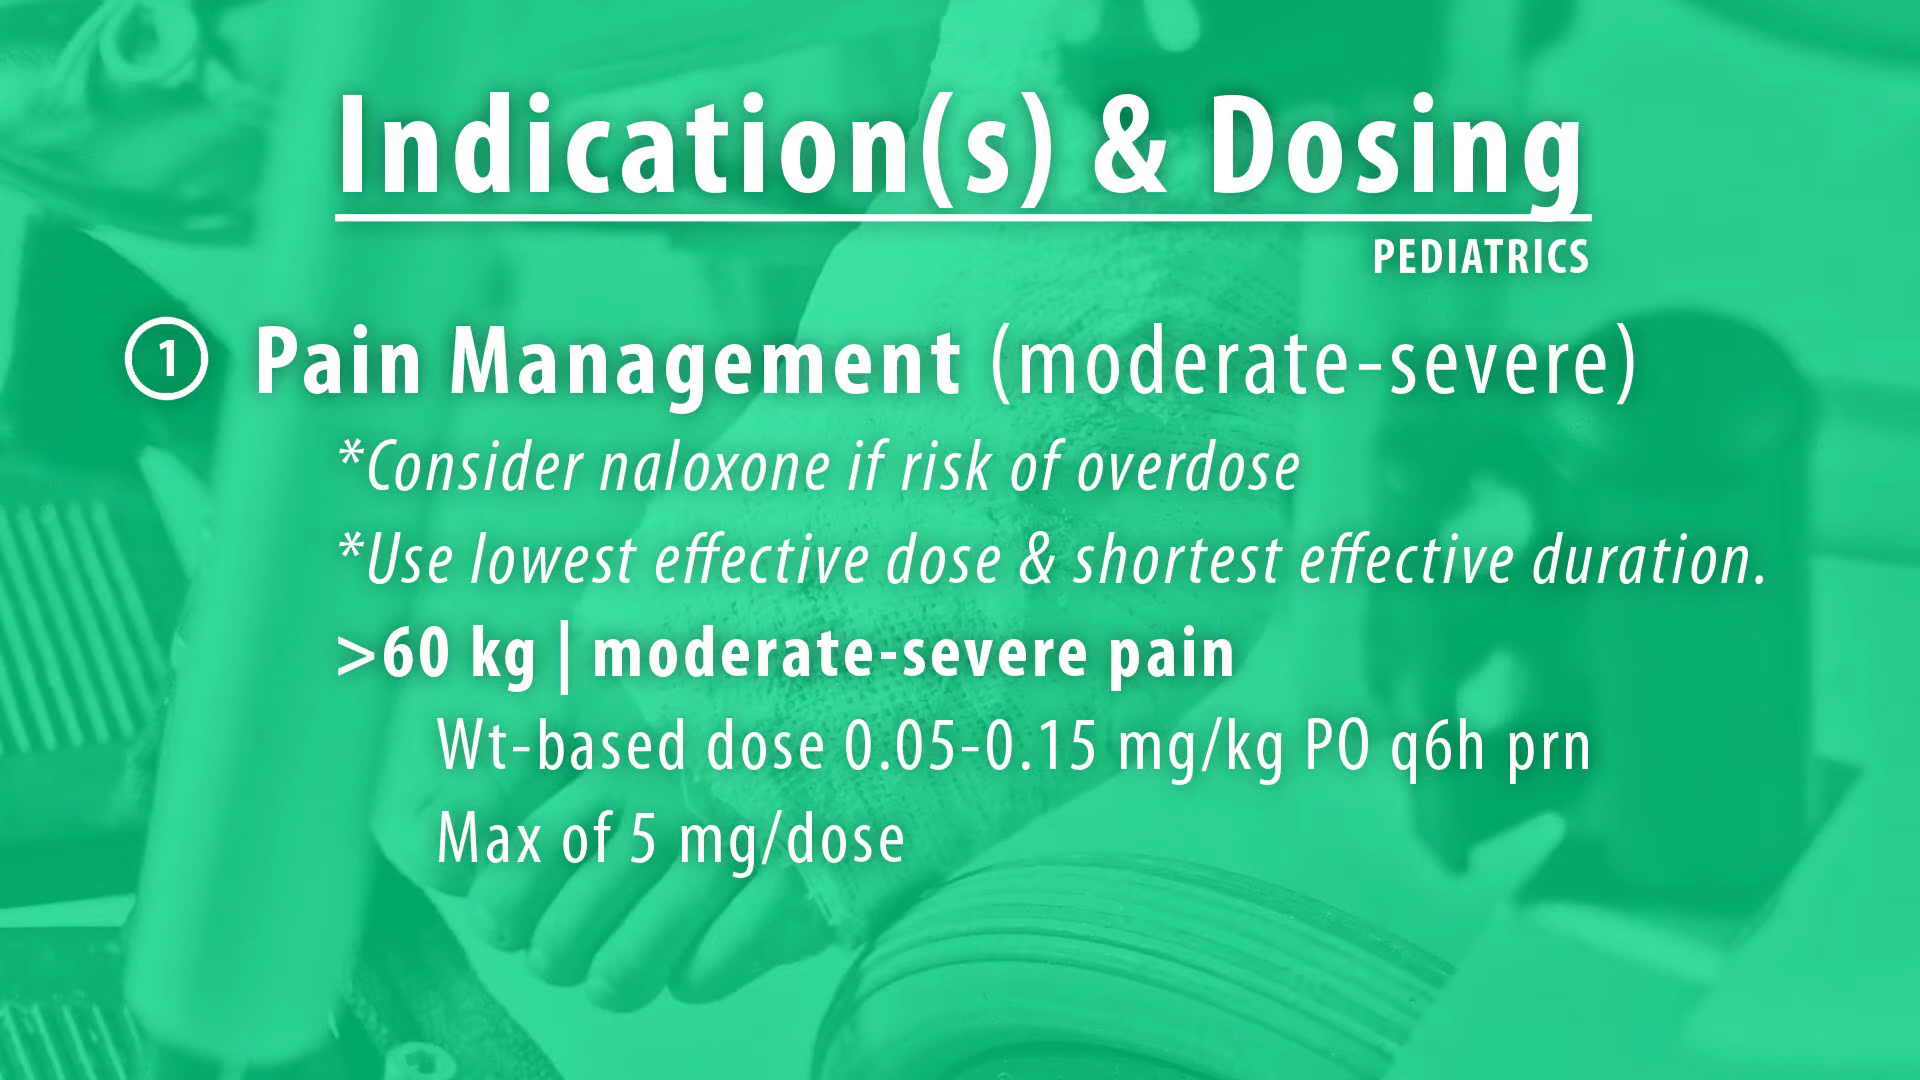 Indication(s) & Dosing
PEDIATRICS
1 Pain Management (moderate-severe)
*Consider naloxone if risk of overdose
*Use lowest effective dose & shortest effective duration.
>60 kg | moderate-severe pain
Wt-based dose 0.05-0.15 mg/kg PO q6h prn
Max of 5 mg/dose